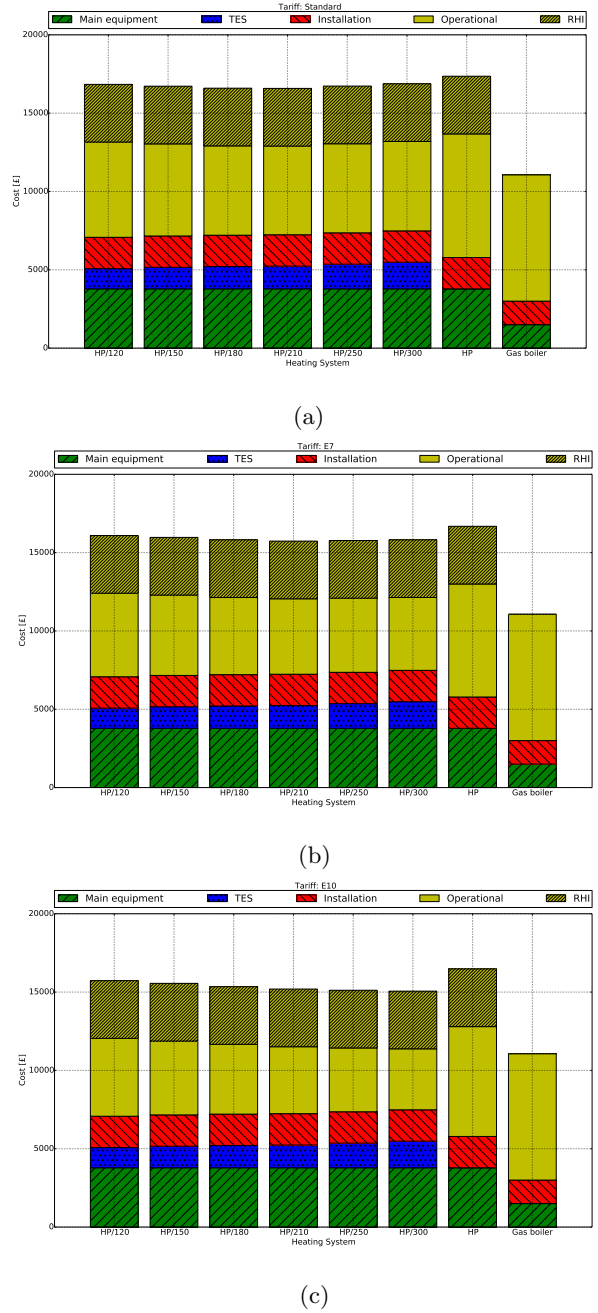 Tariff: Standard
Main equipment TES Installation Operational RHI
20000
15000
10000
5000
0
Cost [£]
HP/120 HP/150 HP/180 HP/210 HP/250 HP/300 HP Gas boiler
Heating System
(a)
Tariff: E7
Main equipment TES Installation Operational RHI
20000
15000
10000
5000
0
Cost [£]
HP/120 HP/150 HP/180 HP/210 HP/250 HP/300 HP Gas boiler
Heating System
(b)
Tariff: E10
Main equipment TES Installation Operational RHI
20000
15000
10000
5000
0
Cost [£]
HP/120 HP/150 HP/180 HP/210 HP/250 HP/300 HP Gas boiler
Heating System
(c)